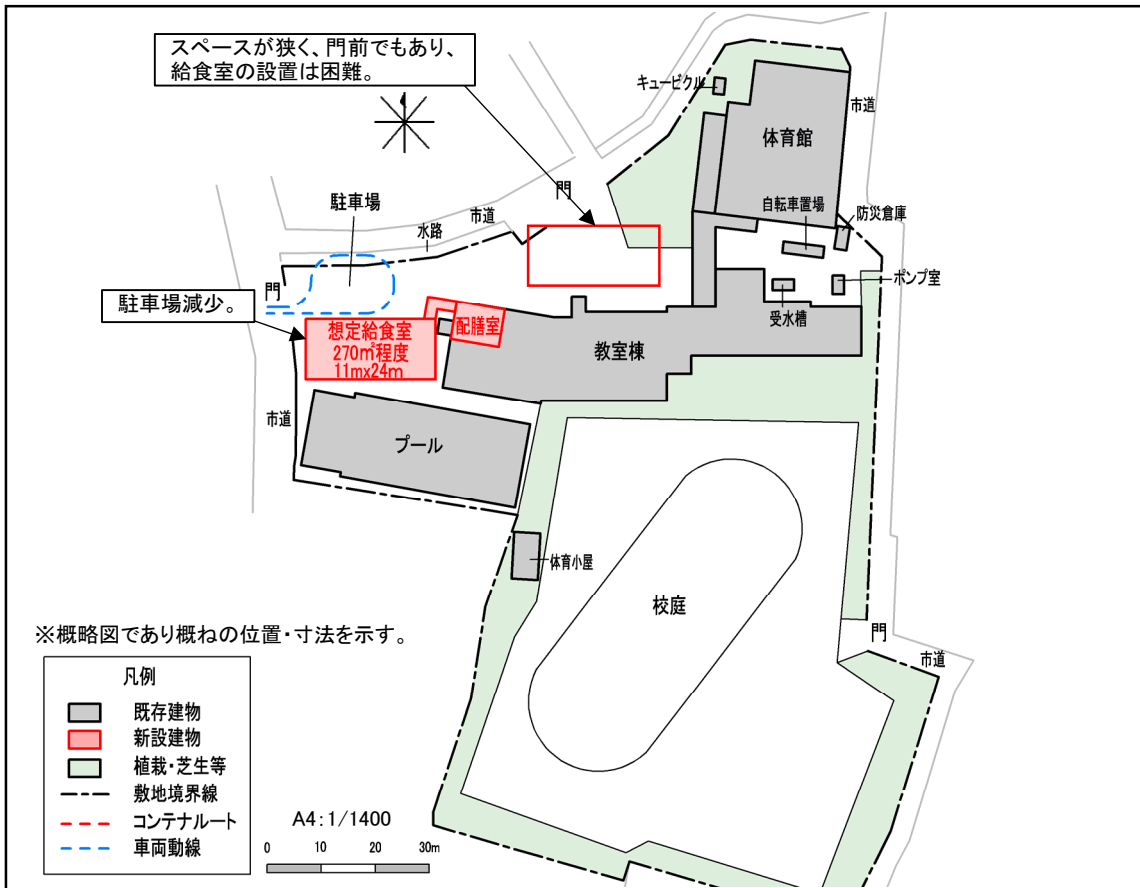 スペースが狭く、門前でもあり、
給食室の設置は困難。
キュービクル
市道
体育館
門
駐車場
市道
水路
自転車置場
防災倉庫
門
ポンプ室
駐車場減少。
受水槽
想定給食室
270㎡程度
11mx24m
配膳室
教室棟
市道
プール
体育小屋
校庭
門
市道
※概略図であり概ねの位置・寸法を示す。
凡例
既存建物
新設建物
植栽・芝生等
敷地境界線
コンテナルート
車両動線
A4:1/1400
0 10 20 30m